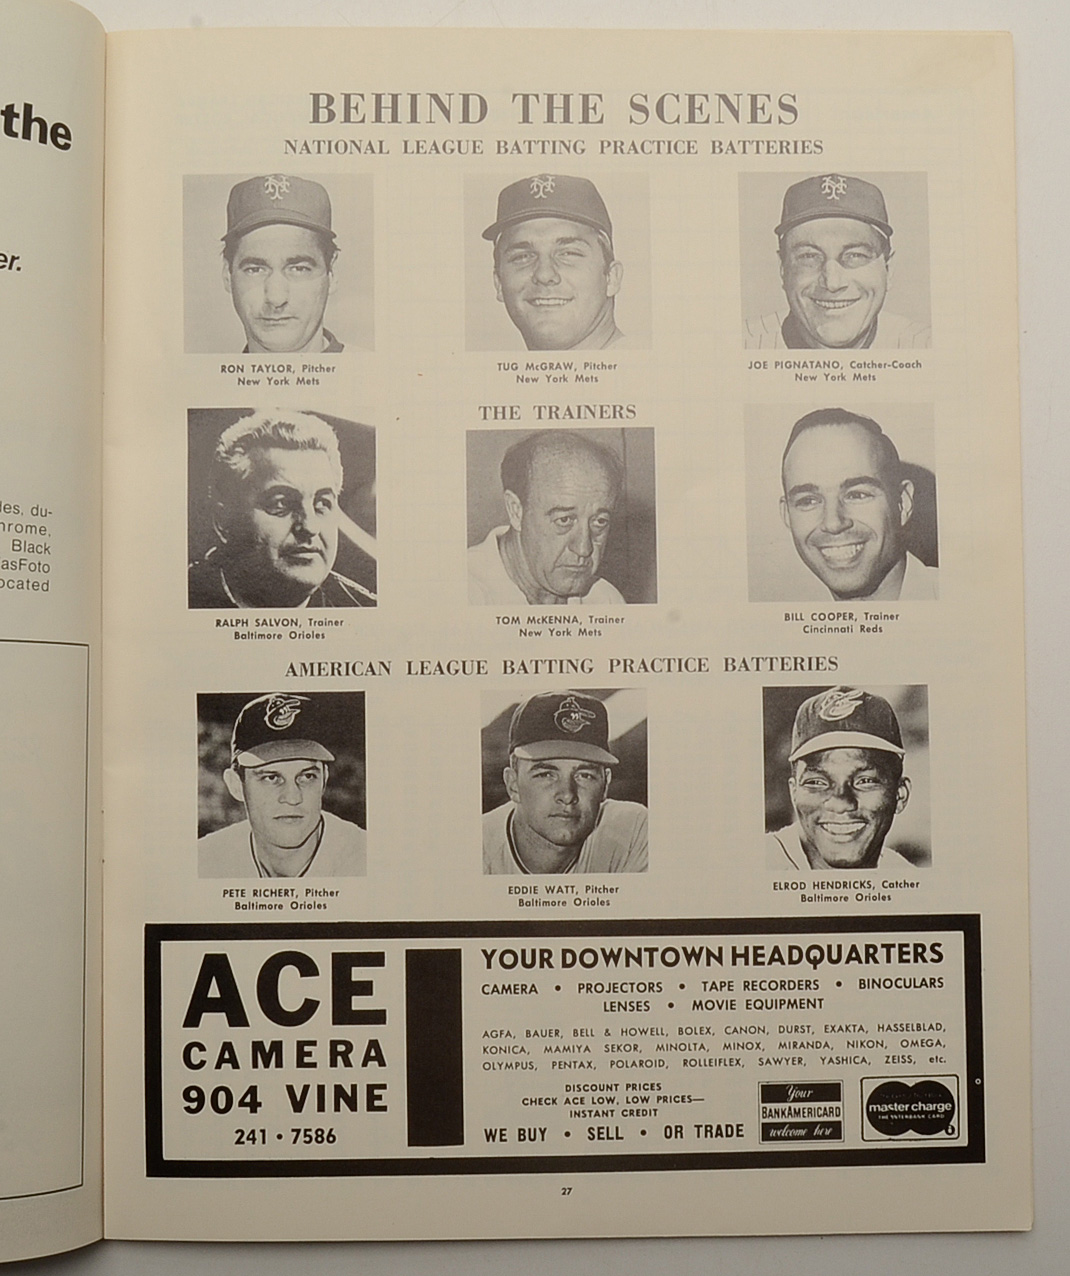 the
er.
les, du-
hrome,
Black
asFoto
ocated
BEHIND THE SCENES
NATIONAL LEAGUE BATTING PRACTICE BATTERIES
RON TAYLOR, Pitcher
New York Mets
TUG McGRAW, Pitcher
New York Mets
JOE PIGNATANO, Catcher-Coach
New York Mets
THE TRAINERS
RALPH SALVON, Trainer
Baltimore Orioles
TOM McKENNA, Trainer
New York Mets
BILL COOPER, Trainer
Cincinnati Reds
AMERICAN LEAGUE BATTING PRACTICE BATTERIES
PETE RICHERT, Pitcher
Baltimore Orioles
EDDIE WATT, Pitcher
Baltimore Orioles
ELROD HENDRICKS, Catcher
Baltimore Orioles
ACE
CAMERA
904 VINE
241 • 7586
YOUR DOWNTOWN HEADQUARTERS
CAMERA • PROJECTORS • TAPE RECORDERS • BINOCULARS
LENSES • MOVIE EQUIPMENT
AGFA, BAUER, BELL & HOWELL, BOLEX, CANON, DURST, EXAKTA, HASSELBLAD,
KONICA, MAMIYA SEKOR, MINOLTA, MINOX, MIRANDA, NIKON, OMEGA,
OLYMPUS, PENTAX, POLAROID, ROLLEIFLEX, SAWYER, YASHICA, ZEISS, etc.
DISCOUNT PRICES
CHECK ACE LOW, LOW PRICES—
INSTANT CREDIT
WE BUY • SELL • OR TRADE
Your
BANKAMERICARD
welcome here
master charge
THE INTERBANK CARD
27